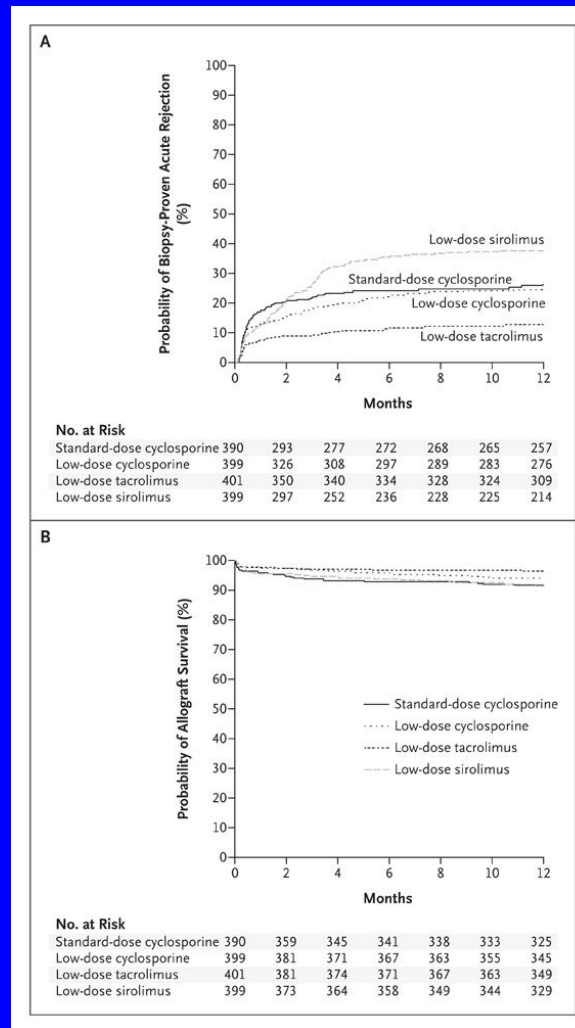 A
Probability of Biopsy-Proven Acute Rejection
(%)
100
90
80
70
60
50
40
30
20
10
0
Low-dose sirolimus
Standard-dose cyclosporine
Low-dose cyclosporine
Low-dose tacrolimus
0 2 4 6 8 10 12
Months
No. at Risk
Standard-dose cyclosporine 390 293 277 272 268 265 257
Low-dose cyclosporine 399 326 308 297 289 283 276
Low-dose tacrolimus 401 350 340 334 328 324 309
Low-dose sirolimus 399 297 252 236 228 225 214
B
Probability of Allograft Survival (%)
100
90
80
70
60
50
40
30
20
10
0
Standard-dose cyclosporine
Low-dose cyclosporine
Low-dose tacrolimus
Low-dose sirolimus
0 2 4 6 8 10 12
Months
No. at Risk
Standard-dose cyclosporine 390 359 345 341 338 333 325
Low-dose cyclosporine 399 381 371 367 363 355 345
Low-dose tacrolimus 401 381 374 371 367 363 349
Low-dose sirolimus 399 373 364 358 349 344 329